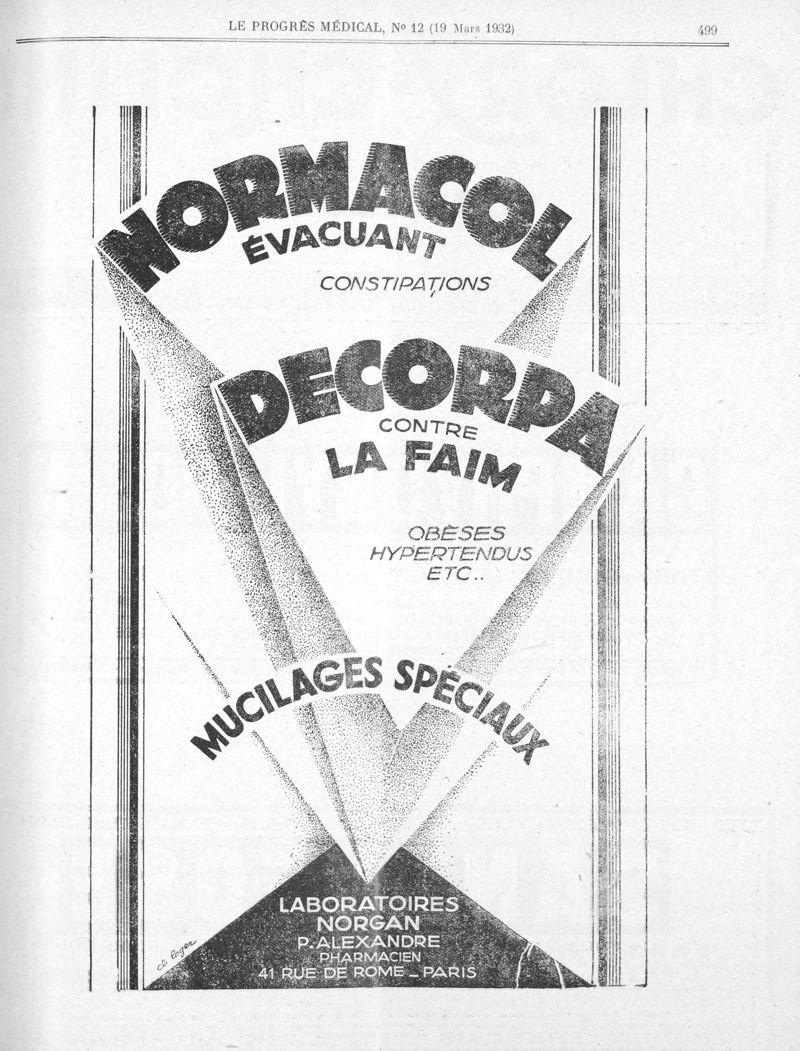 LE PROGRÈS MÉDICAL, No 12 (19 Mars 1932) 499
NORMACOL
ÉVACUANT
CONSTIPATIONS
DECORPA
CONTRE
LA FAIM
OBÈSES
HYPERTENDUS
ETC..
MUCILAGES SPÉCIAUX
LABORATOIRES
NORGAN
P. ALEXANDRE
PHARMACIEN
41 RUE DE ROME _ PARIS